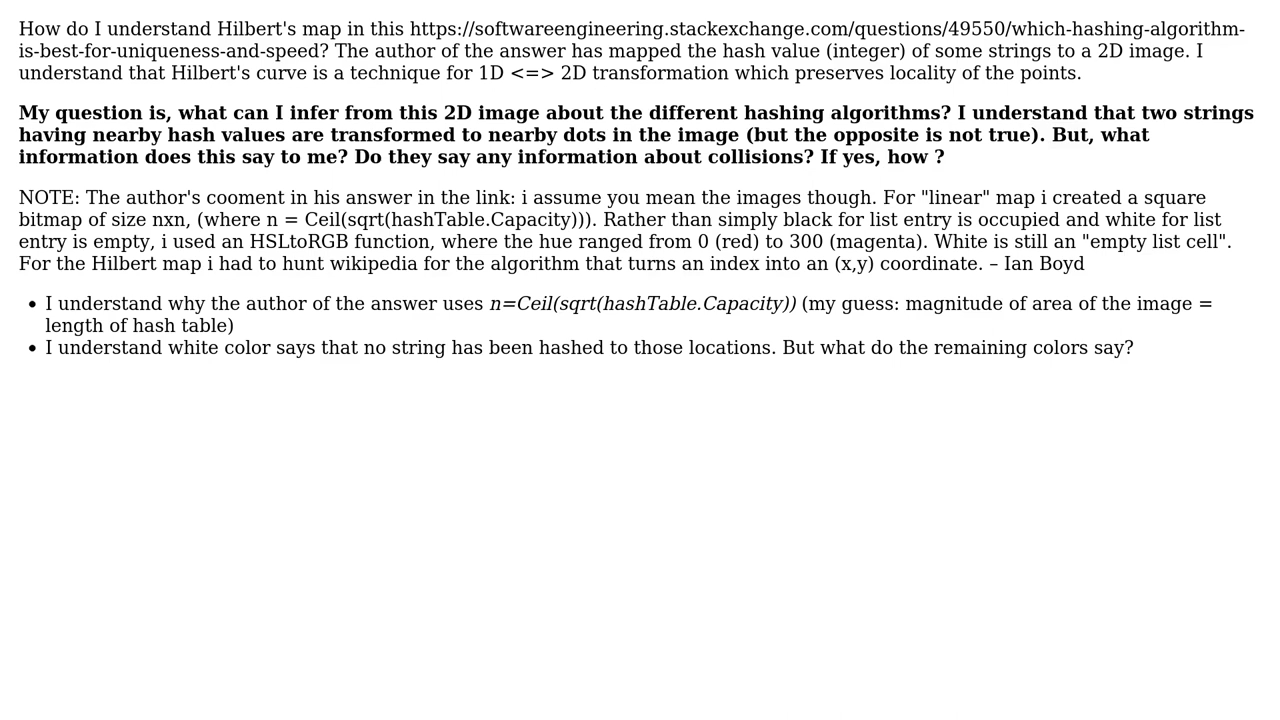 How do I understand Hilbert's map in this https://softwareengineering.stackexchange.com/questions/49550/which-hashing-algorithm-
is-best-for-uniqueness-and-speed? The author of the answer has mapped the hash value (integer) of some strings to a 2D image. I
understand that Hilbert's curve is a technique for 1D <=> 2D transformation which preserves locality of the points.
My question is, what can I infer from this 2D image about the different hashing algorithms? I understand that two strings
having nearby hash values are transformed to nearby dots in the image (but the opposite is not true). But, what
information does this say to me? Do they say any information about collisions? If yes, how ?
NOTE: The author's cooment in his answer in the link: i assume you mean the images though. For "linear" map i created a square
bitmap of size nxn, (where n = Ceil(sqrt(hashTable.Capacity))). Rather than simply black for list entry is occupied and white for list
entry is empty, i used an HSLtoRGB function, where the hue ranged from 0 (red) to 300 (magenta). White is still an "empty list cell".
For the Hilbert map i had to hunt wikipedia for the algorithm that turns an index into an (x,y) coordinate. – Ian Boyd
• I understand why the author of the answer uses n=Ceil(sqrt(hashTable.Capacity)) (my guess: magnitude of area of the image =
length of hash table)
• I understand white color says that no string has been hashed to those locations. But what do the remaining colors say?